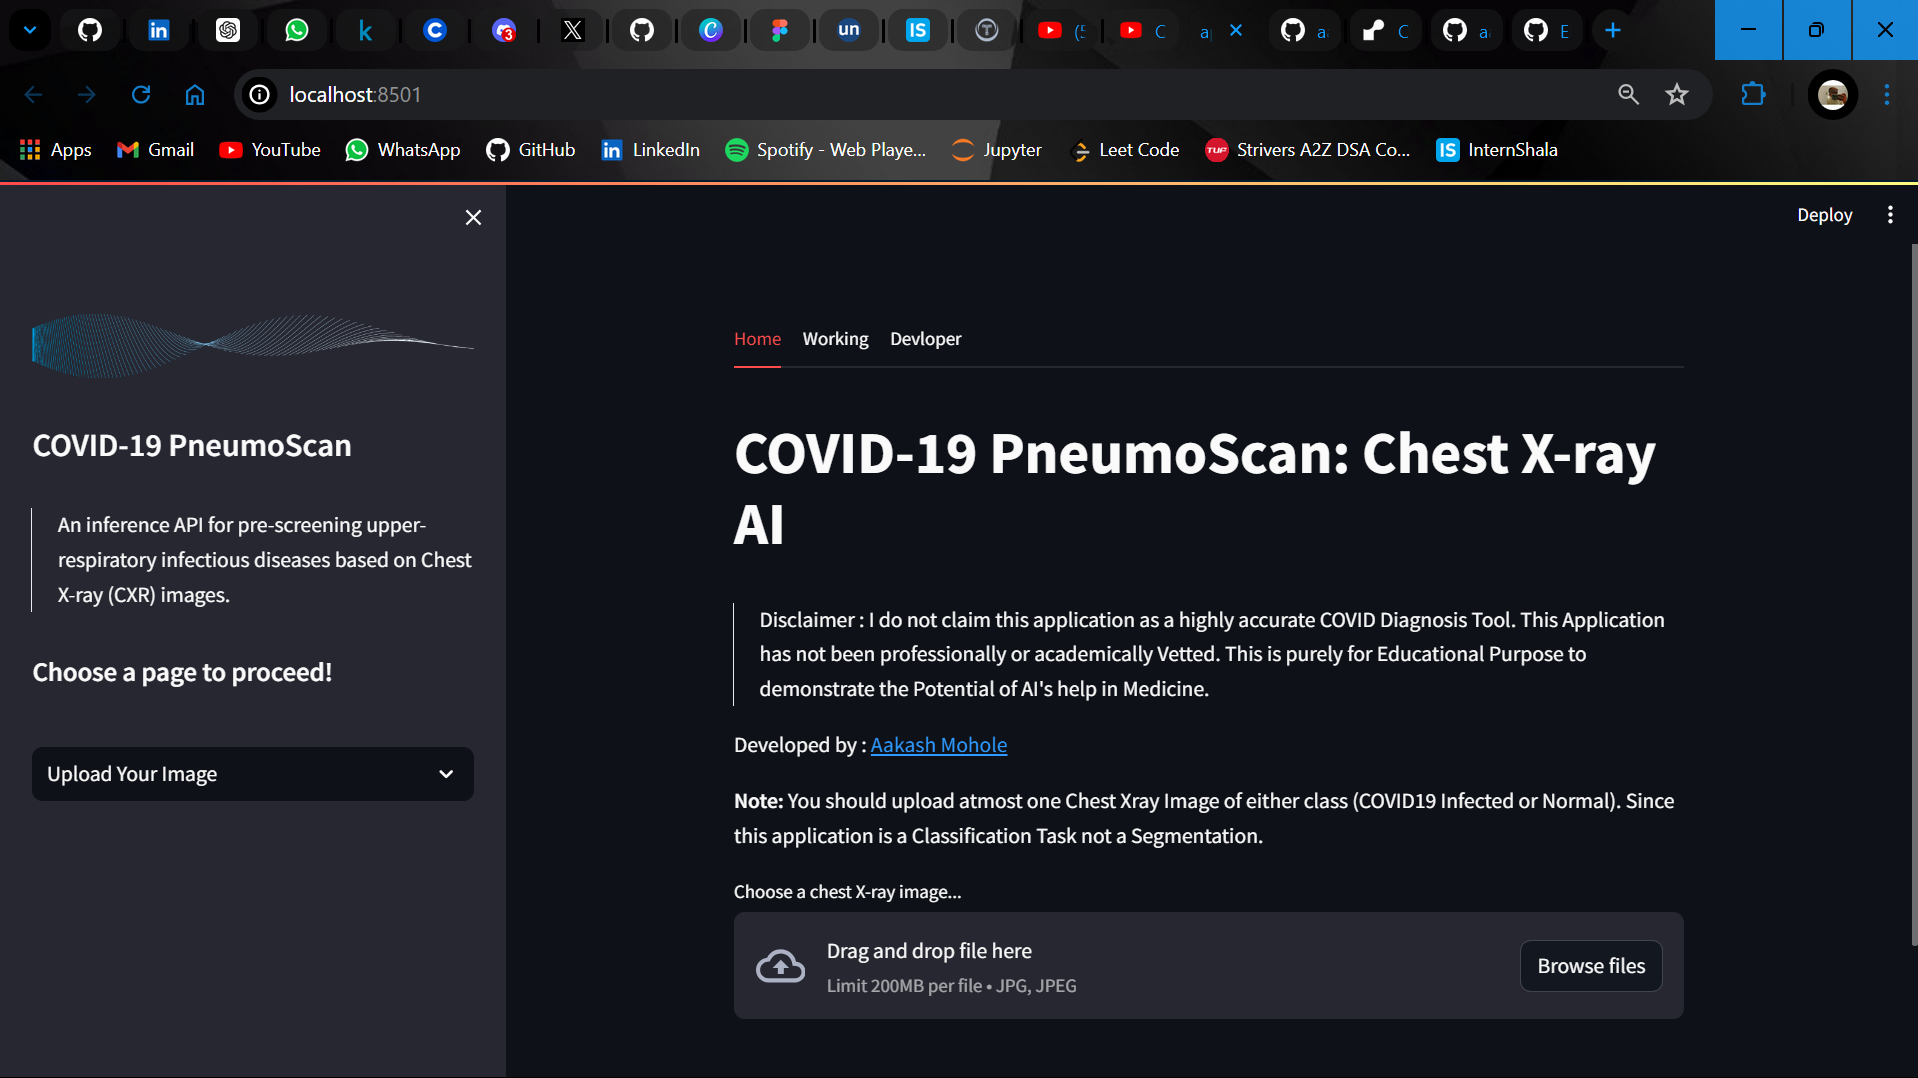 3
un
IS
T
(5
C
a
a
C
a
E
localhost:8501
Apps
Gmail
YouTube
WhatsApp
GitHub
LinkedIn
Spotify - Web Playe...
Jupyter
Leet Code
Strivers A2Z DSA Co...
InternShala
Deploy
COVID-19 PneumoScan
An inference API for pre-screening upper-
respiratory infectious diseases based on Chest
X-ray (CXR) images.
Choose a page to proceed!
Upload Your Image
Home Working Devloper
COVID-19 PneumoScan: Chest X-ray
AI
Disclaimer : I do not claim this application as a highly accurate COVID Diagnosis Tool. This Application
has not been professionally or academically Vetted. This is purely for Educational Purpose to
demonstrate the Potential of AI's help in Medicine.
Developed by : Aakash Mohole
Note: You should upload atmost one Chest Xray Image of either class (COVID19 Infected or Normal). Since
this application is a Classification Task not a Segmentation.
Choose a chest X-ray image...
Drag and drop file here
Limit 200MB per file • JPG, JPEG
Browse files